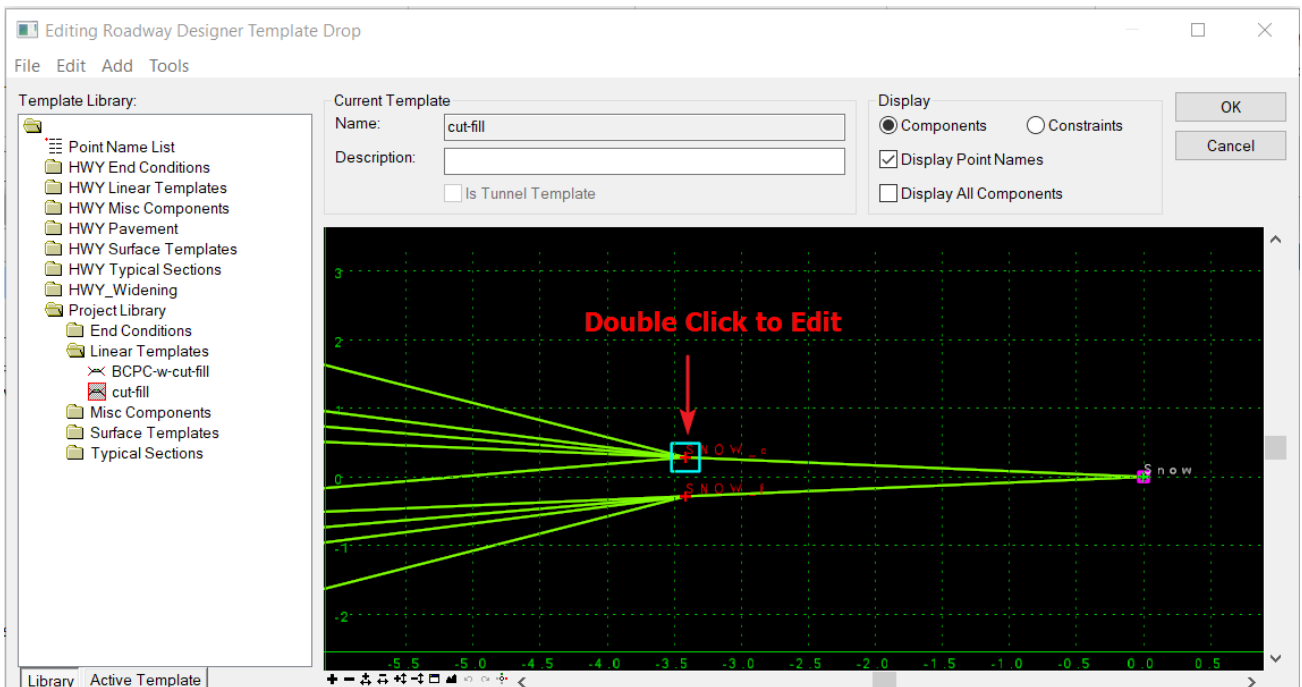 Editing Roadway Designer Template Drop
File Edit Add Tools
Template Library:
Point Name List
HWY End Conditions
HWY Linear Templates
HWY Misc Components
HWY Pavement
HWY Surface Templates
HWY Typical Sections
HWY_Widening
Project Library
End Conditions
Linear Templates
BCPC-w-cut-fill
cut-fill
Misc Components
Surface Templates
Typical Sections
Library Active Template
Current Template
Name: cut-fill
Description:
Is Tunnel Template
Display
Components Constraints
Display Point Names
Display All Components
OK
Cancel
3
2
1
0
-1
-2
Double Click to Edit
SNOW_
SNOW_
Snow
-5.5 -5.0 -4.5 -4.0 -3.5 -3.0 -2.5 -2.0 -1.5 -1.0 -0.5 0.0 0.5